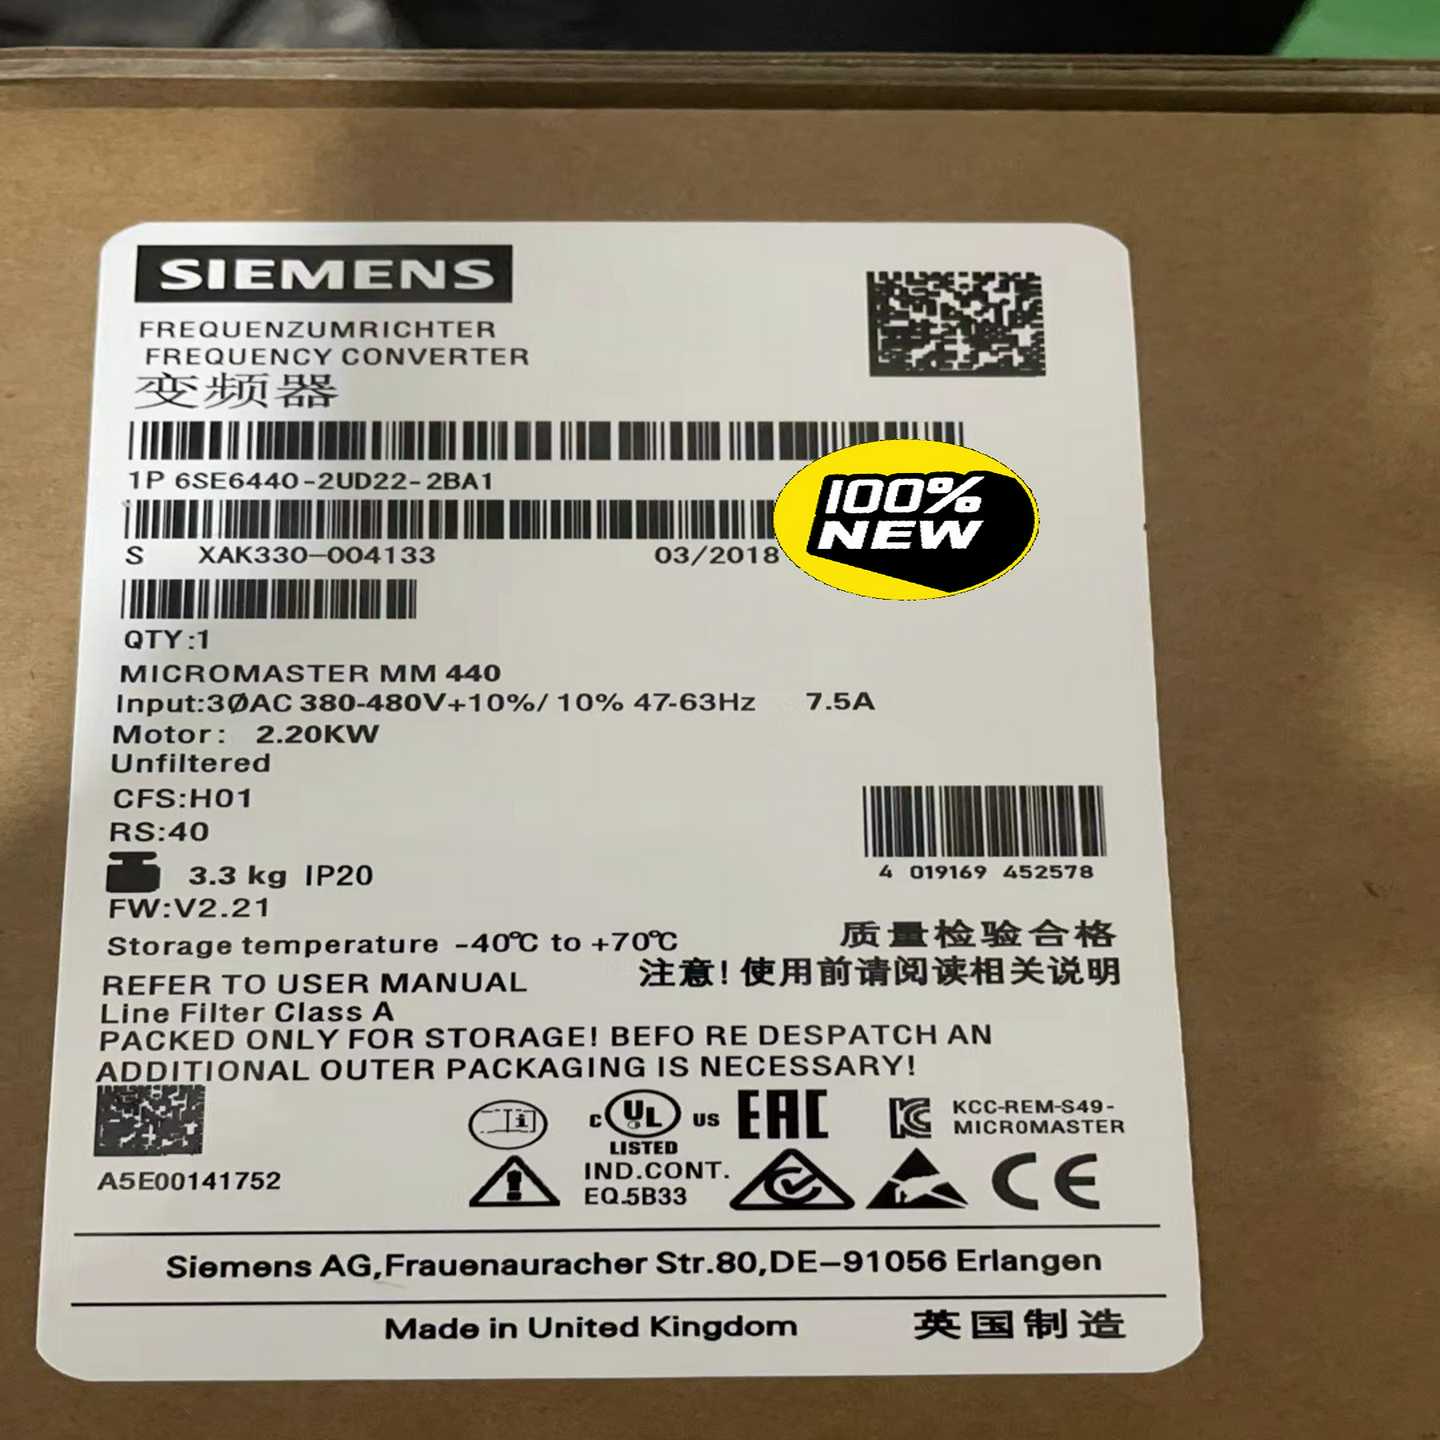 SIEMENS
FREQUENZUMRICHTER
FREQUENCY CONVERTER
变频器
1P 6SE6440-2UD22-2BA1
100%
NEW
S XAK330-004133 03/2018
QTY:1
MICROMASTER MM 440
Input:3ØAC 380-480V+10%/ 10% 47-63Hz 7.5A
Motor: 2.20KW
Unfiltered
CFS:H01
RS:40
3.3 kg IP20
4 019169 452578
FW:V2.21
Storage temperature -40℃ to +70℃
质量检验合格
REFER TO USER MANUAL
注意!使用前请阅读相关说明
Line Filter Class A
PACKED ONLY FOR STORAGE! BEFO RE DESPATCH AN
ADDITIONAL OUTER PACKAGING IS NECESSARY!
c UL US
LISTED
IND.CONT.
EQ.5B33
EAC
KCC-REM-S49-
MICR0MASTER
A5E00141752
CE
Siemens AG,Frauenauracher Str.80,DE-91056 Erlangen
Made in United Kingdom 英国制造